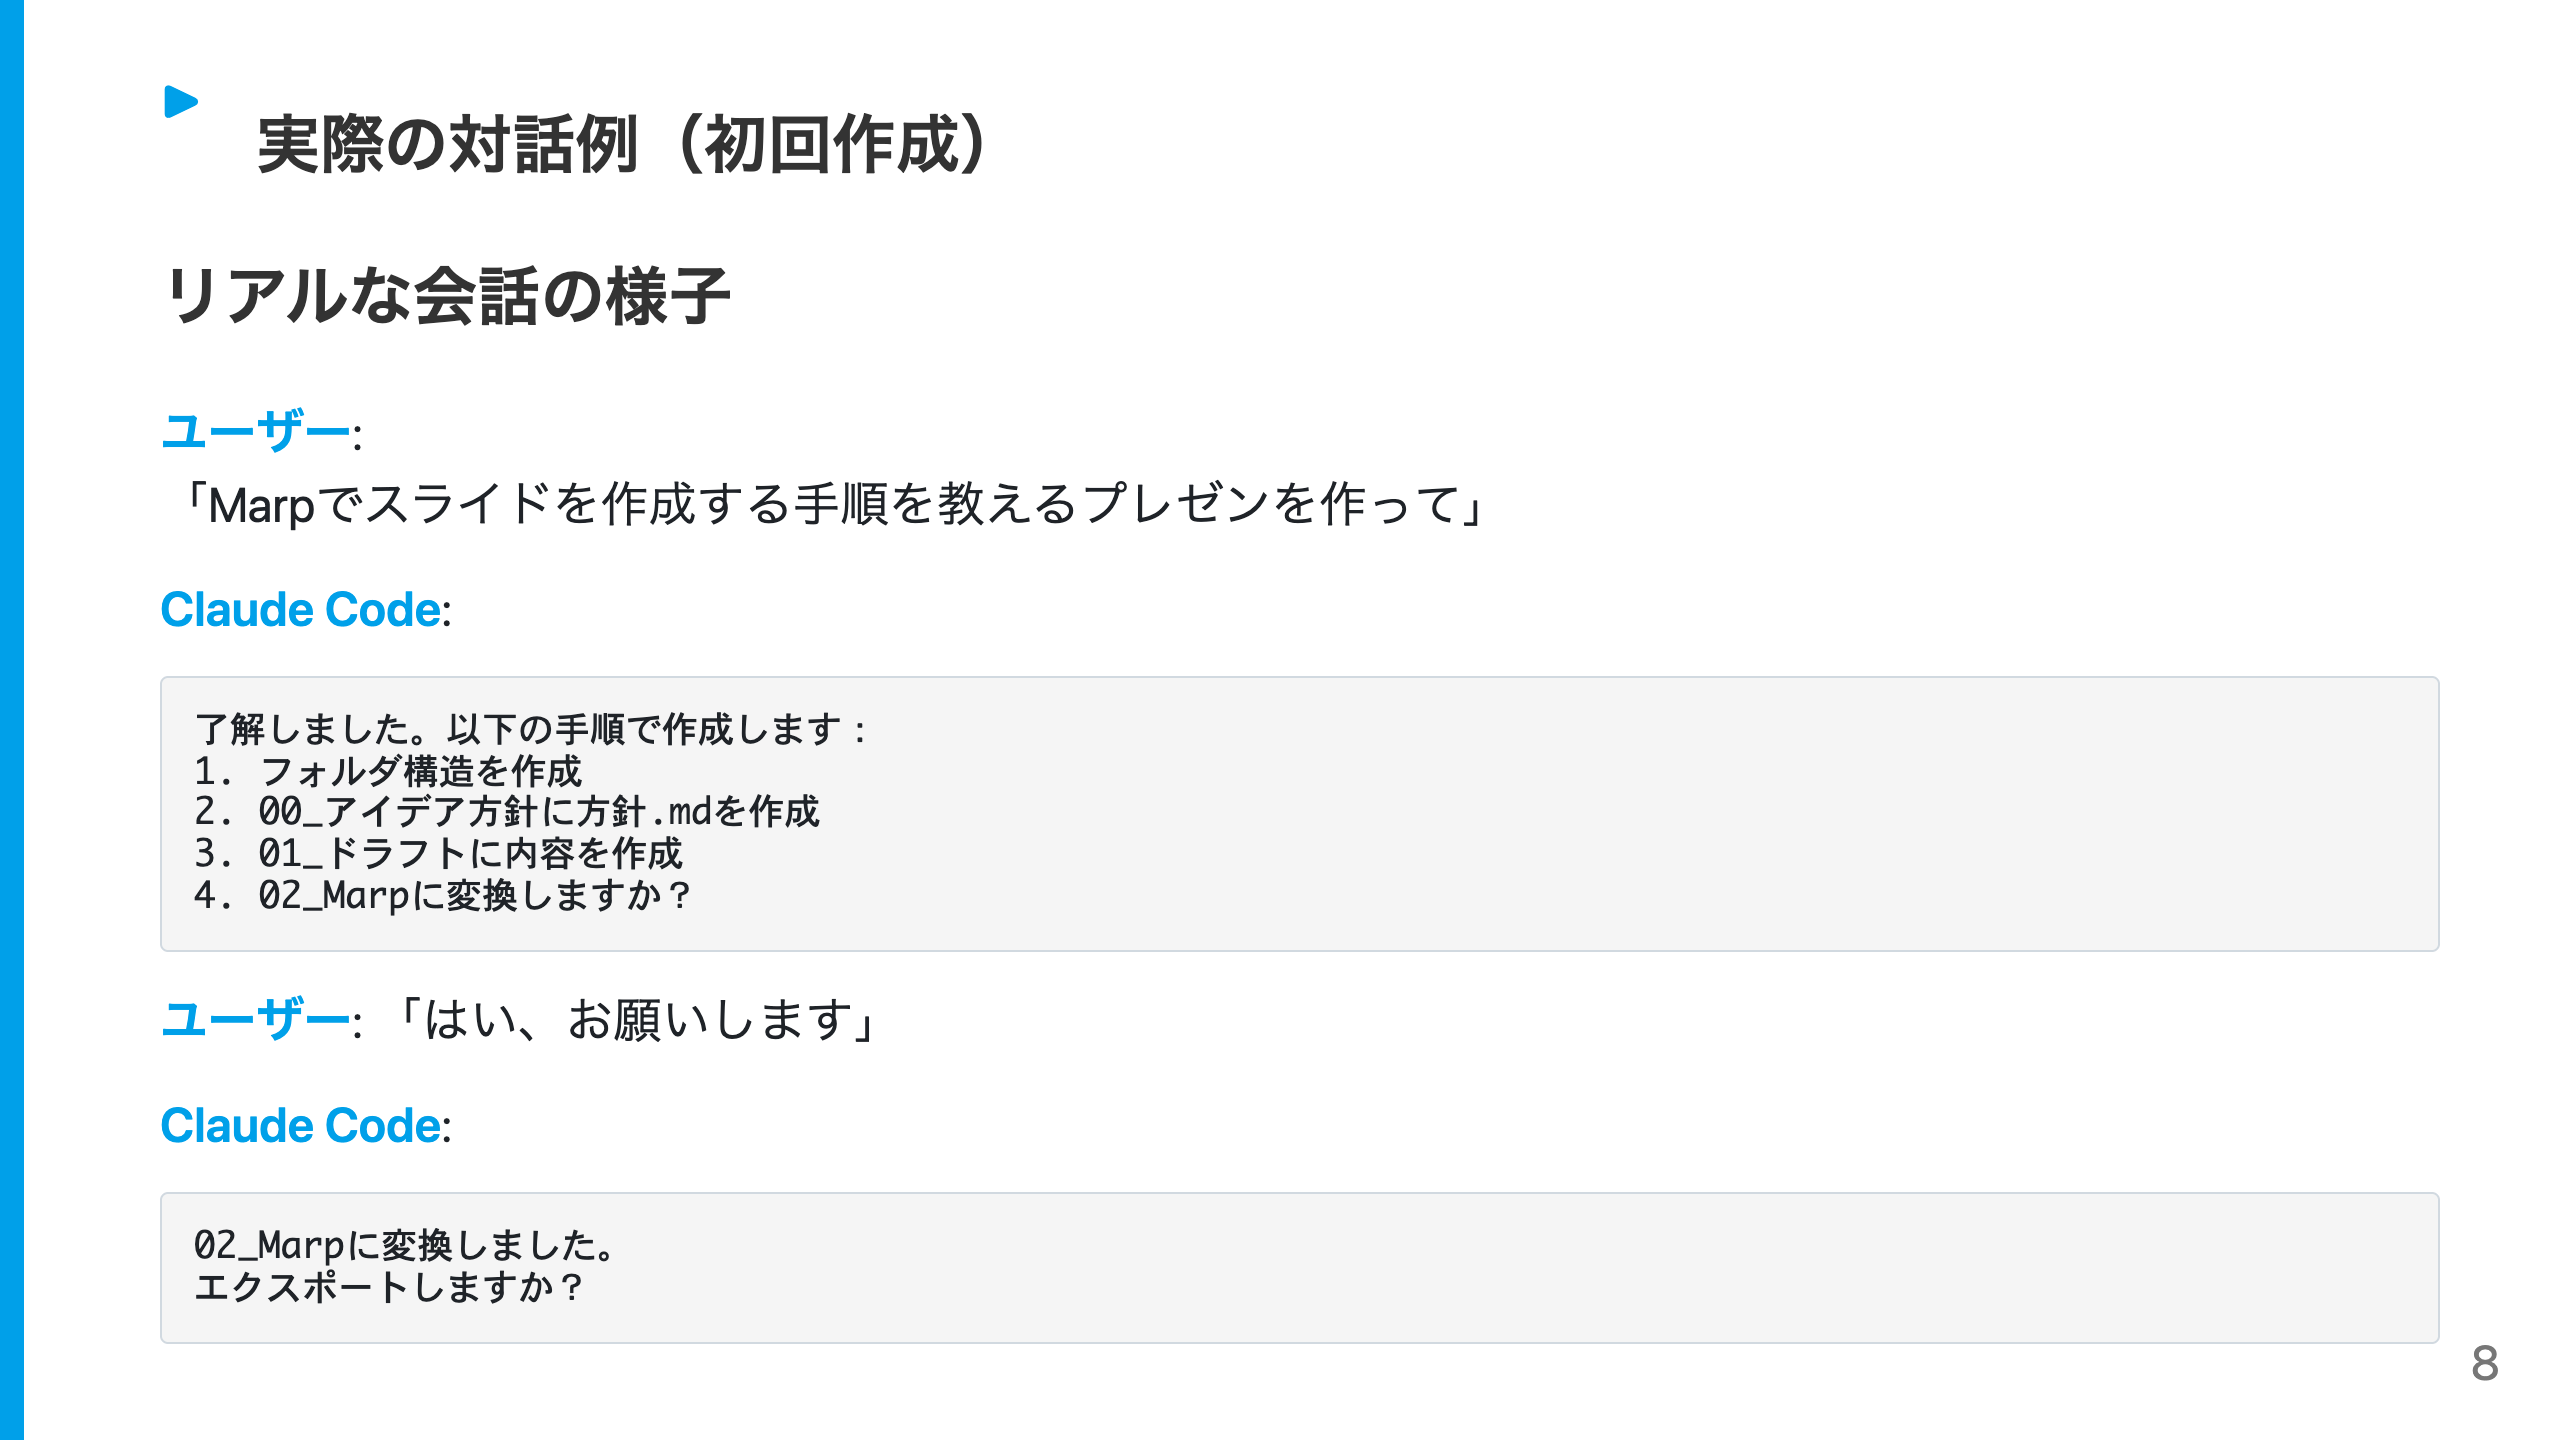 実際の対話例（初回作成）
リアルな会話の様子
ユーザー:
「Marpでスライドを作成する手順を教えるプレゼンを作って」
Claude Code:
了解しました。以下の手順で作成します：
1. フォルダ構造を作成
2. 00_アイデア方針に方針.mdを作成
3. 01_ドラフトに内容を作成
4. 02_Marpに変換しますか？
ユーザー: 「はい、お願いします」
Claude Code:
02_Marpに変換しました。
エクスポートしますか？
8